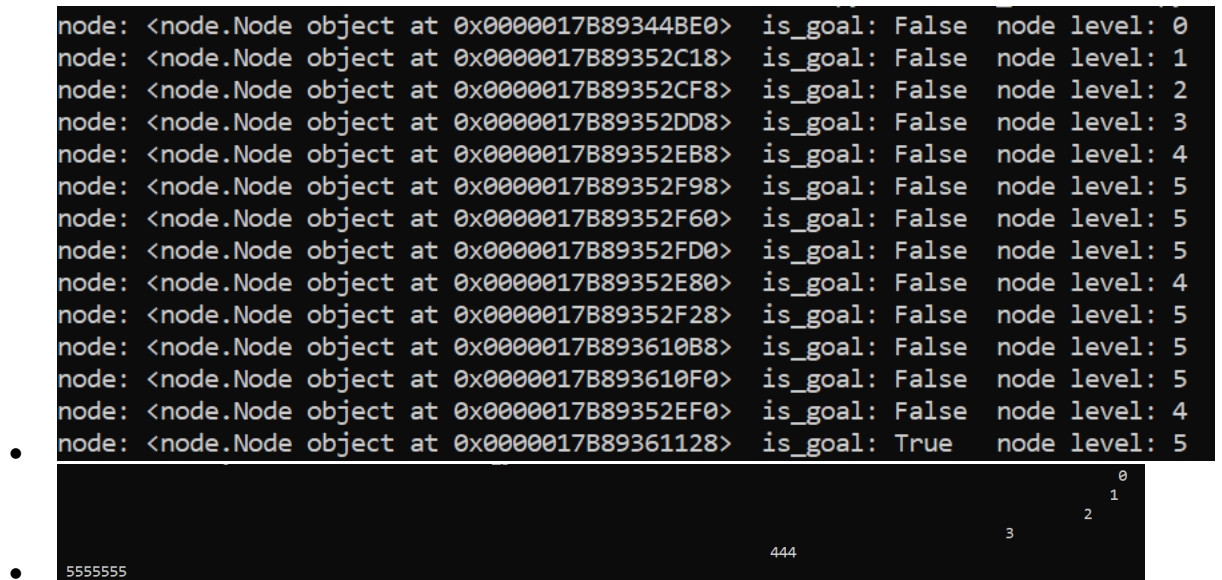 node: <node.Node object at 0x0000017B89344BE0>  is_goal: False  node level: 0
node: <node.Node object at 0x0000017B89352C18>  is_goal: False  node level: 1
node: <node.Node object at 0x0000017B89352CF8>  is_goal: False  node level: 2
node: <node.Node object at 0x0000017B89352DD8>  is_goal: False  node level: 3
node: <node.Node object at 0x0000017B89352EB8>  is_goal: False  node level: 4
node: <node.Node object at 0x0000017B89352F98>  is_goal: False  node level: 5
node: <node.Node object at 0x0000017B89352F60>  is_goal: False  node level: 5
node: <node.Node object at 0x0000017B89352FD0>  is_goal: False  node level: 5
node: <node.Node object at 0x0000017B89352E80>  is_goal: False  node level: 4
node: <node.Node object at 0x0000017B89352F28>  is_goal: False  node level: 5
node: <node.Node object at 0x0000017B893610B8>  is_goal: False  node level: 5
node: <node.Node object at 0x0000017B893610F0>  is_goal: False  node level: 5
node: <node.Node object at 0x0000017B89352EF0>  is_goal: False  node level: 4
node: <node.Node object at 0x0000017B89361128>  is_goal: True  node level: 5
0
1
2
3
444
5555555